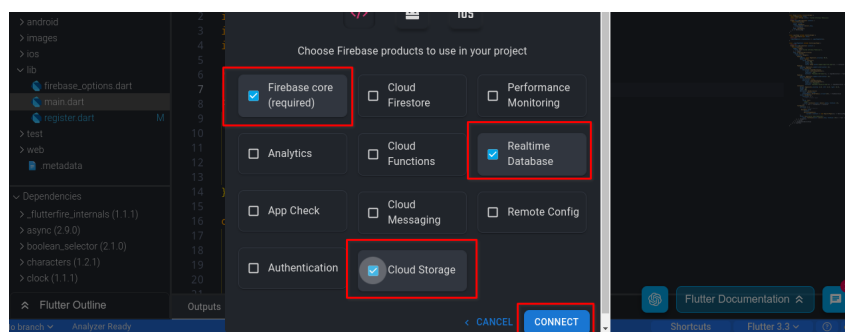 > android
> images
> ios
lib
firebase_options.dart
main.dart
register.dart M
> test
> web
.metadata
Dependencies
> _flutterfire_internals (1.1.1)
> async (2.9.0)
> boolean_selector (2.1.0)
> characters (1.2.1)
> clock (1.1.1)
Flutter Outline
2
3
4
5
6
7
8
9
10
11
12
13
14 }
15
16
17
18
19
20
Outputs
iOS
Choose Firebase products to use in your project
Firebase core
(required)
Cloud
Firestore
Performance
Monitoring
Analytics
Cloud
Functions
Realtime
Database
App Check
Cloud
Messaging
Remote Config
Authentication
Cloud Storage
< CANCEL
CONNECT
Flutter Documentation
o branch Analyzer Ready
Shortcuts
Flutter 3.3